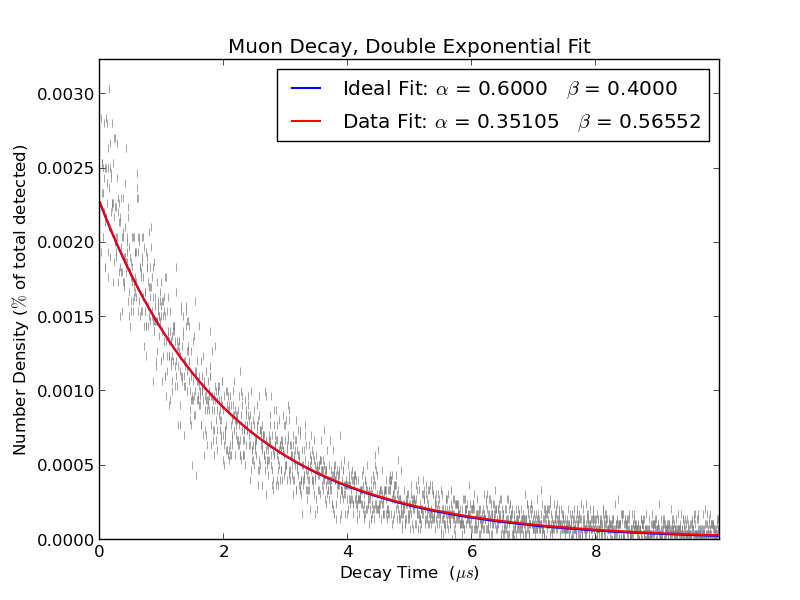 Muon Decay, Double Exponential Fit
Ideal Fit: α = 0.6000 β = 0.4000
Data Fit: α = 0.35105 β = 0.56552
Number Density (% of total detected)
0.0030
0.0025
0.0020
0.0015
0.0010
0.0005
0.0000
0 2 4 6 8
Decay Time (μs)